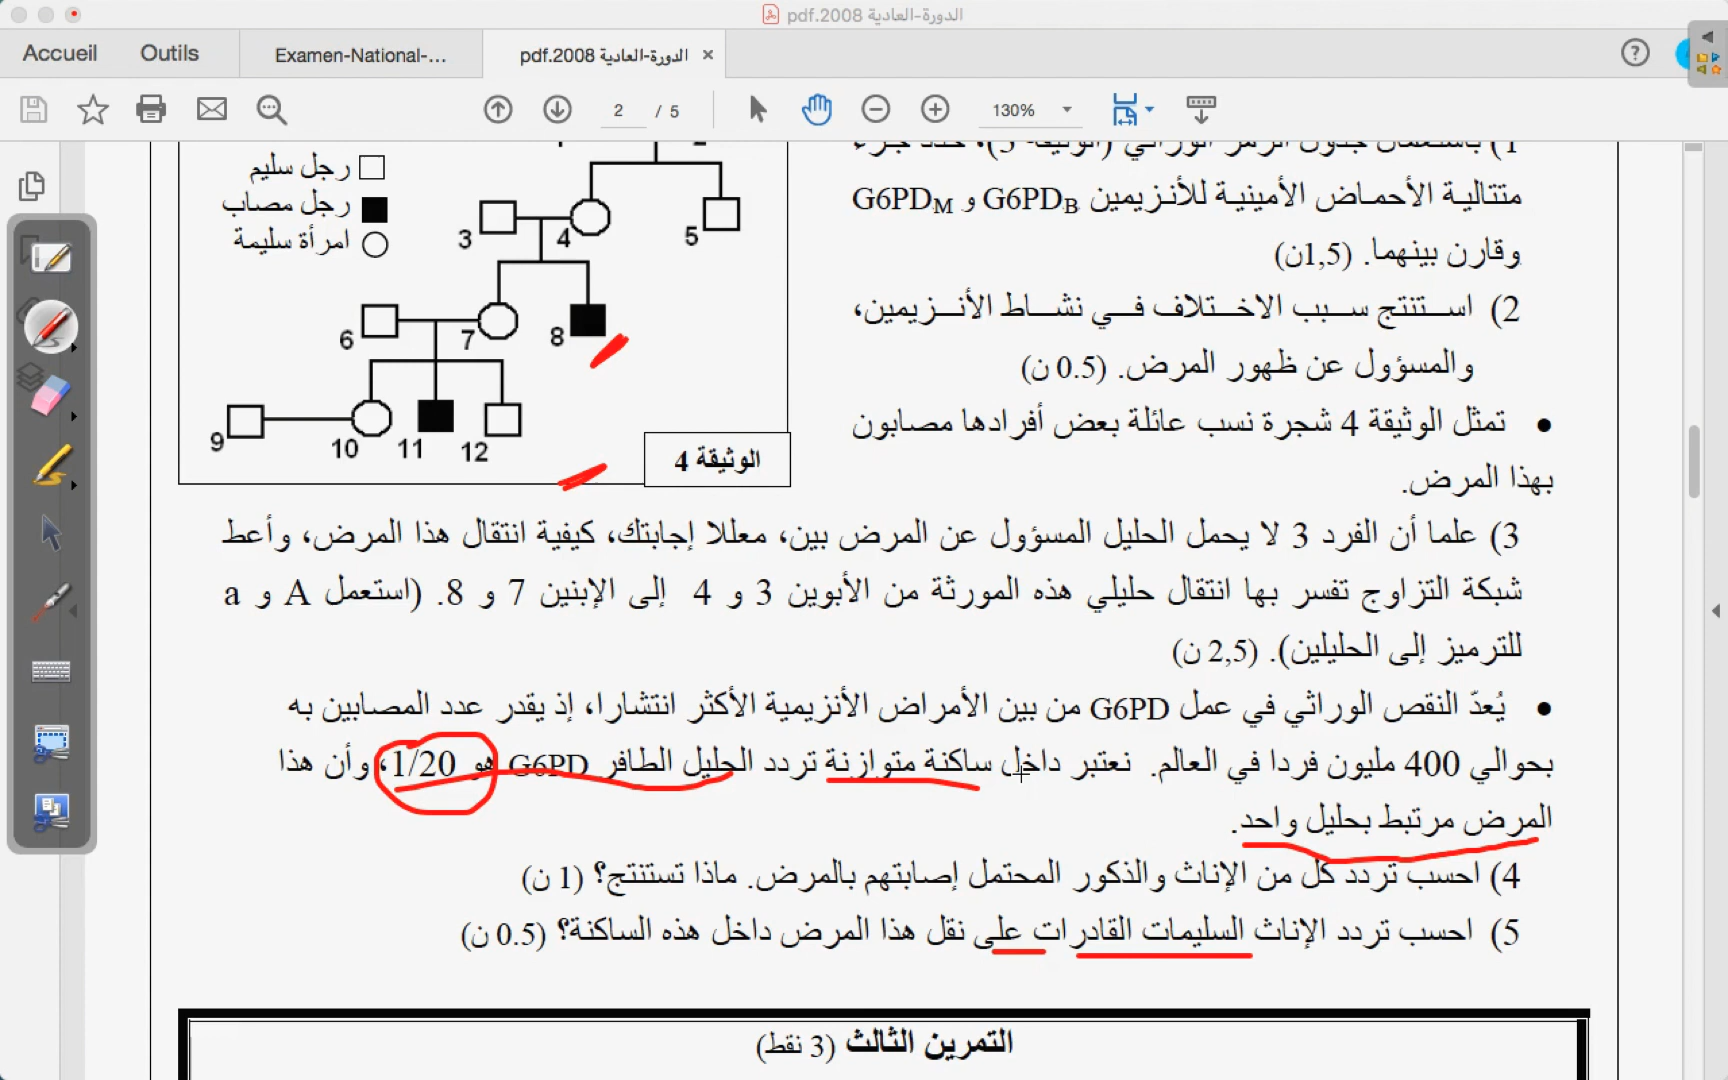 الدورة-العادية 2008.pdf
Accueil
Outils
Examen-National-...
الدورة-العادية 2008.pdf
2 / 5
130%
رجل سليم
رجل مصاب
امرأة سليمة
3
4
5
6
7
8
9
10
11
12
الوثيقة 4
متتالية الأحماض الأمينية للأنزيمين G6PDB و G6PDM
وقارن بينهما. (1,5ن)
2) استنتج سبب الاختلاف في نشاط الأنزيمين،
والمسؤول عن ظهور المرض. (0.5 ن)
• تمثل الوثيقة 4 شجرة نسب عائلة بعض أفرادها مصابون
بهذا المرض.
3) علما أن الفرد 3 لا يحمل الحليل المسؤول عن المرض بين، معللا إجابتك، كيفية انتقال هذا المرض، وأعط
شبكة التزاوج تفسر بها انتقال حليلي هذه المورثة من الأبوين 3 و 4 إلى الإبنين 7 و 8. (استعمل A و a
للترميز إلى الحليلين). (2,5 ن)
• يُعدّ النقص الوراثي في عمل G6PD من بين الأمراض الأنزيمية الأكثر انتشارا، إذ يقدر عدد المصابين به
بحوالي 400 مليون فردا في العالم. نعتبر داخل ساكنة متوازنة تردد الحليل الطافر G6PD هو 1/20، وأن هذا
المرض مرتبط بحليل واحد.
4) احسب تردد كل من الإناث والذكور المحتمل إصابتهم بالمرض. ماذا تستنتج؟ (1 ن)
5) احسب تردد الإناث السليمات القادرات على نقل هذا المرض داخل هذه الساكنة؟ (0.5 ن)
التمرين الثالث (3 نقط)